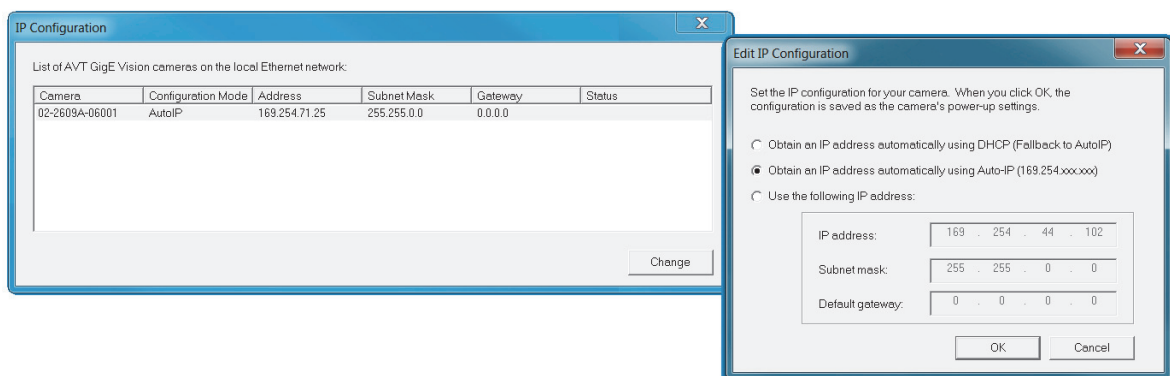 IP Configuration
X
List of AVT GigE Vision cameras on the local Ethernet network:
Camera Configuration Mode Address Subnet Mask Gateway Status
02-2609A-06001 AutoIP 169.254.71.25 255.255.0.0 0.0.0.0
Change
Edit IP Configuration
X
Set the IP configuration for your camera. When you click OK, the
configuration is saved as the camera's power-up settings.
Obtain an IP address automatically using DHCP (Fallback to AutoIP)
Obtain an IP address automatically using Auto-IP (169.254.xxx.xxx)
Use the following IP address:
IP address: 169 . 254 . 44 . 102
Subnet mask: 255 . 255 . 0 . 0
Default gateway: 0 . 0 . 0 . 0
OK Cancel